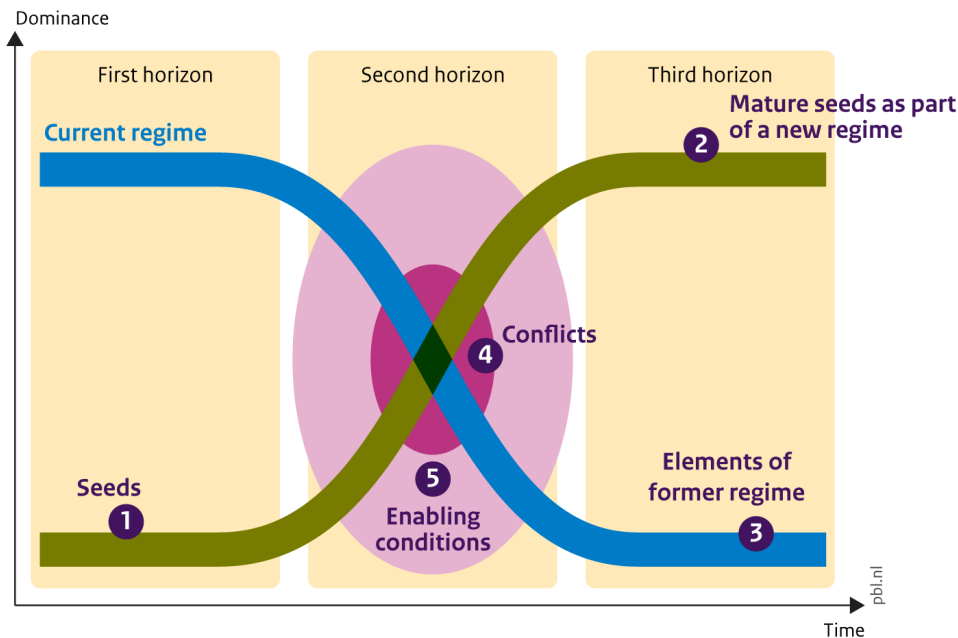 Dominance
First horizon
Second horizon
Third horizon
Current regime
2
Mature seeds as part
of a new regime
4
Conflicts
Seeds
1
5
Enabling
conditions
Elements of
former regime
3
pbl.nl
Time